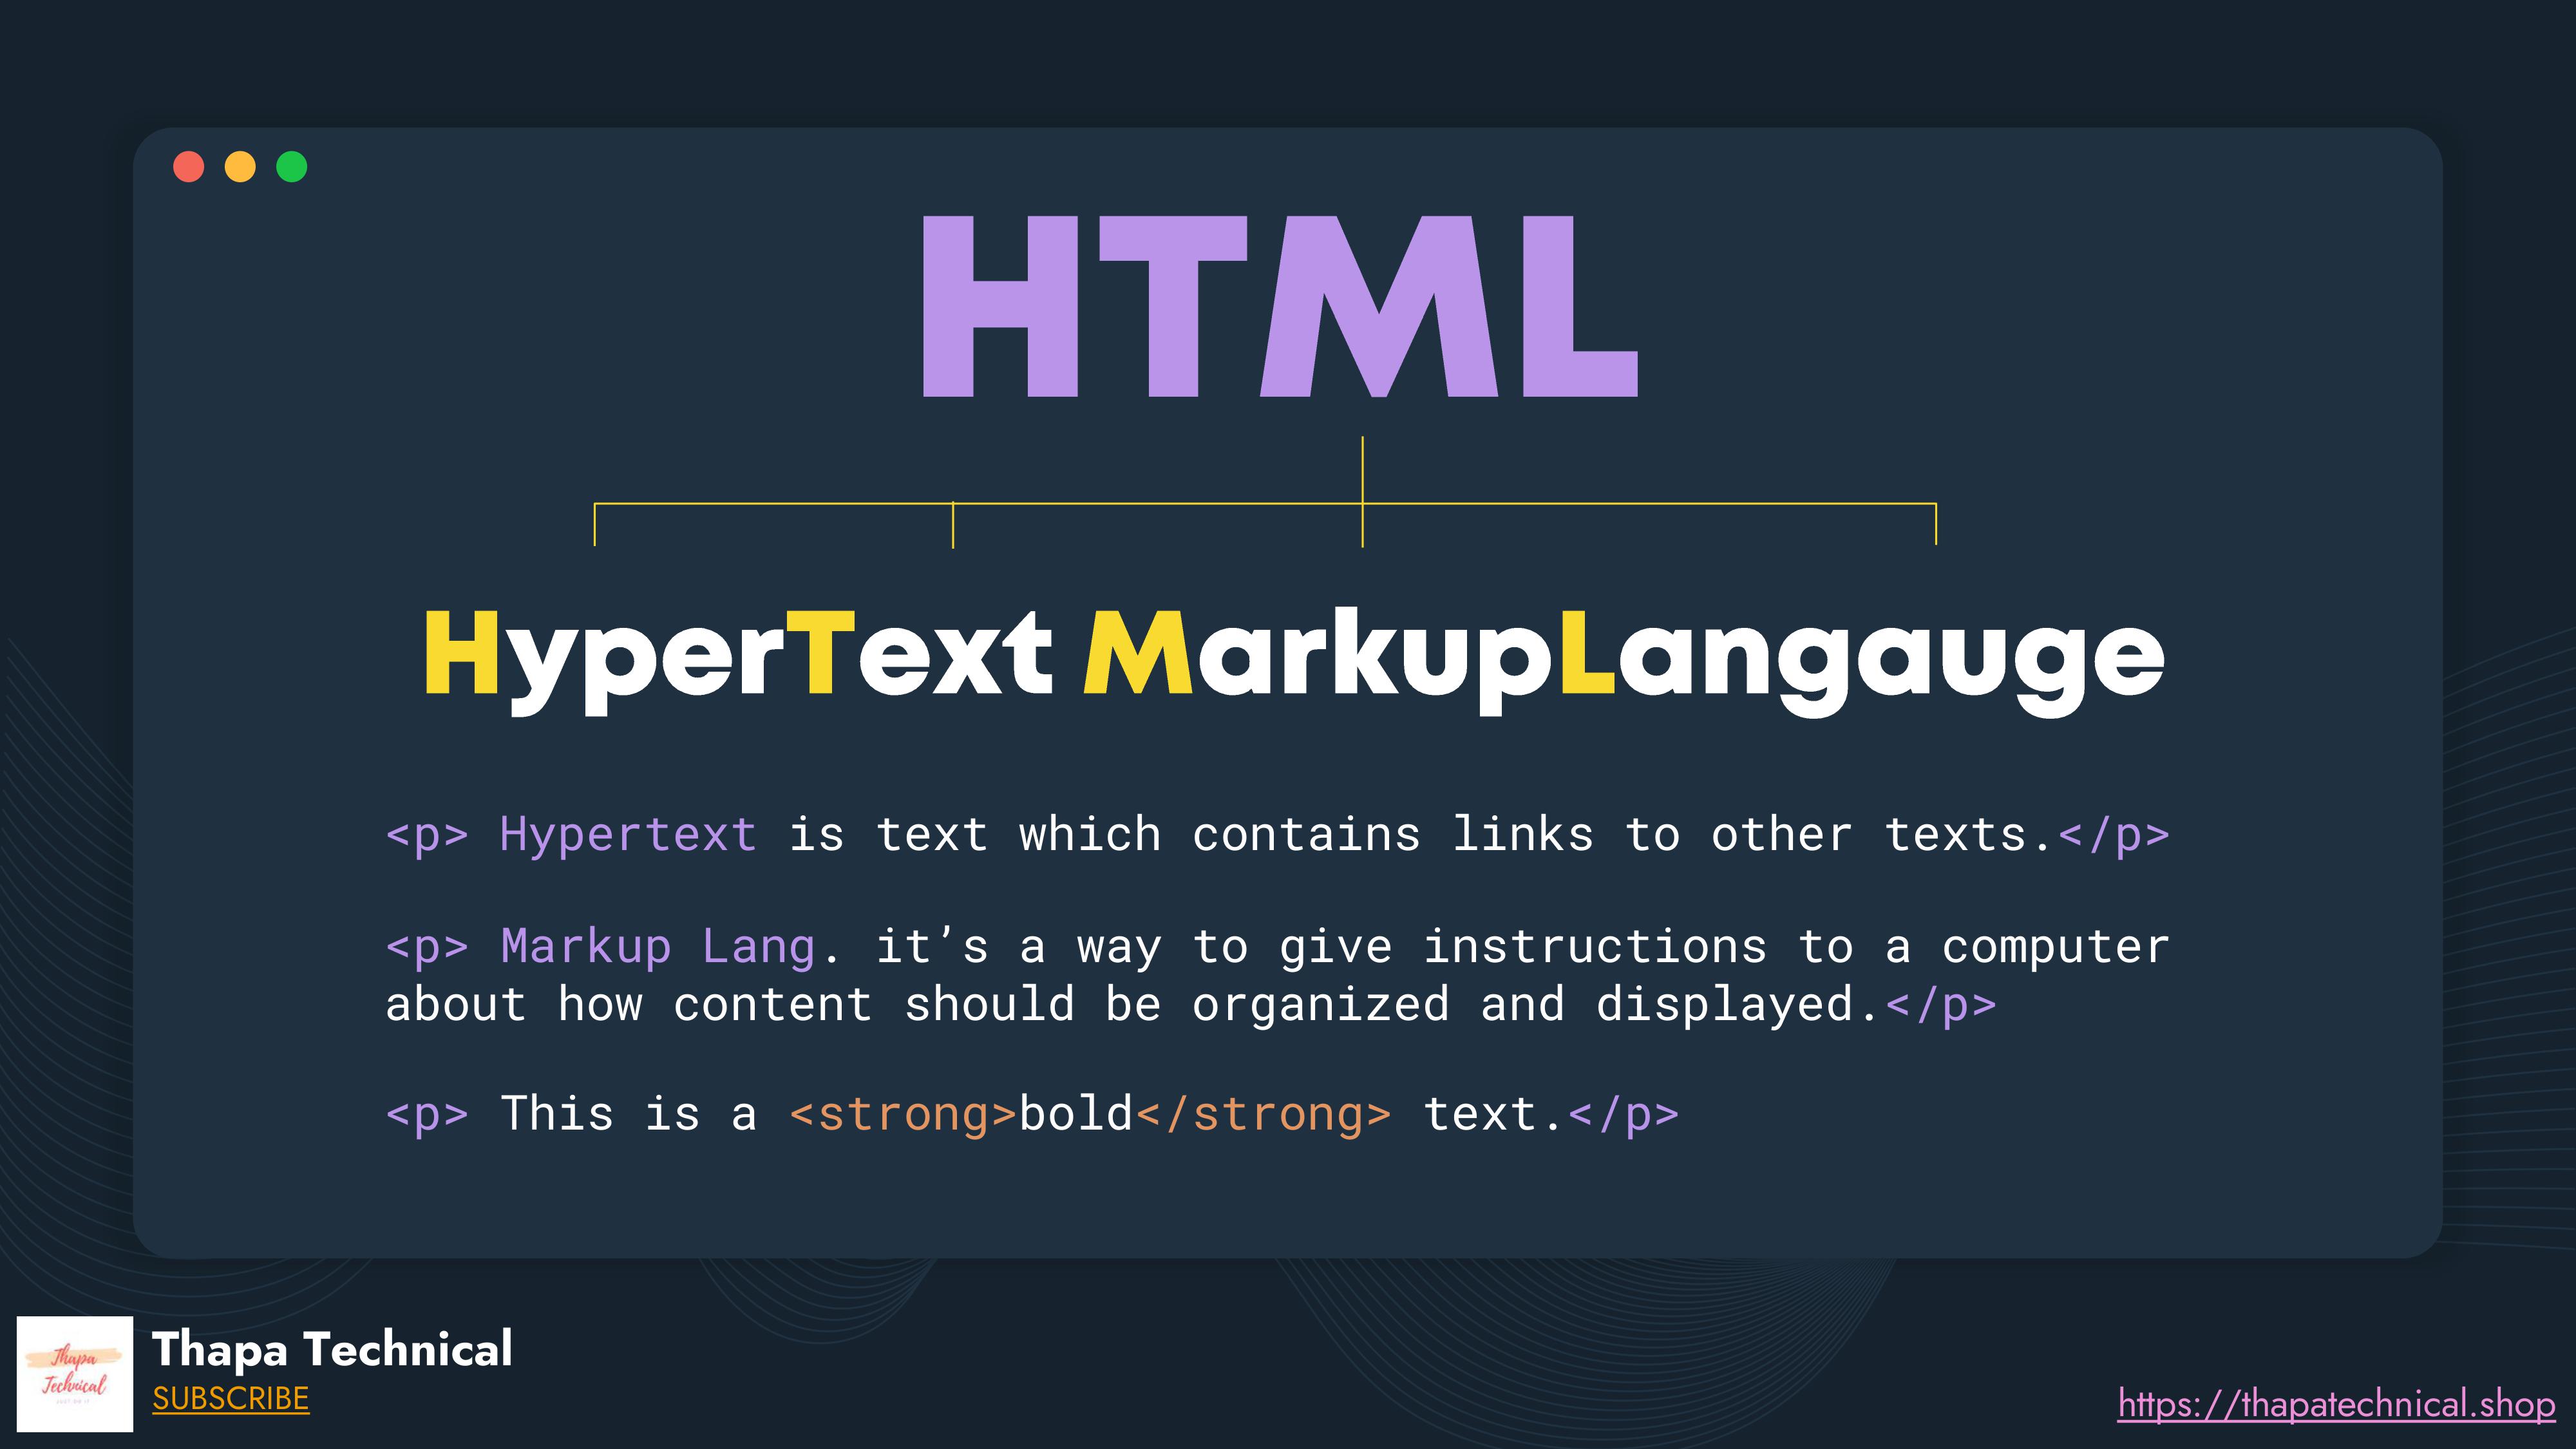 HTML
HyperText MarkupLangauge
<p> Hypertext is text which contains links to other texts.</p>
<p> Markup Lang. it’s a way to give instructions to a computer
about how content should be organized and displayed.</p>
<p> This is a <strong>bold</strong> text.</p>
Thapa
Technical
Thapa Technical
SUBSCRIBE
https://thapatechnical.shop